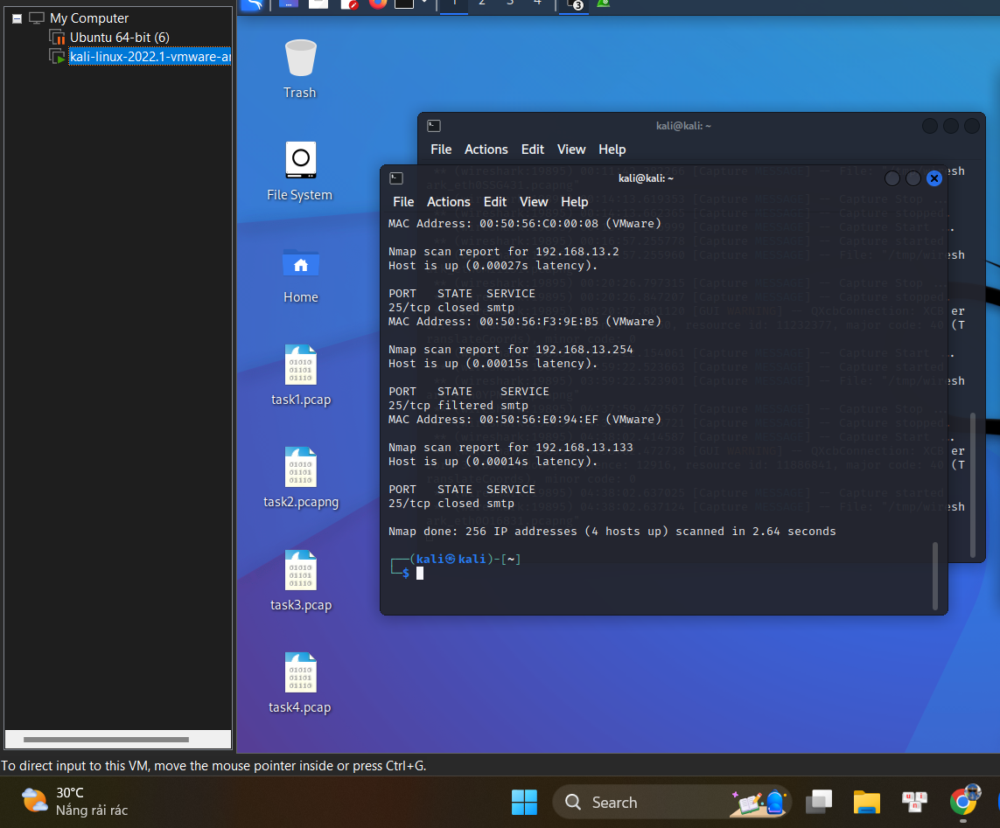 My Computer
Ubuntu 64-bit (6)
kali-linux-2022.1-vmware-a
1 2 3 4
3
Trash
File System
Home
task1.pcap
task2.pcapng
task3.pcap
task4.pcap
kali@kali: ~
File Actions Edit View Help
kali@kali: ~
File Actions Edit View Help
MAC Address: 00:50:56:C0:00:08 (VMware)
Nmap scan report for 192.168.13.2
Host is up (0.00027s latency).
PORT STATE SERVICE
25/tcp closed smtp
MAC Address: 00:50:56:F3:9E:B5 (VMware)
Nmap scan report for 192.168.13.254
Host is up (0.00015s latency).
PORT STATE SERVICE
25/tcp filtered smtp
MAC Address: 00:50:56:E0:94:EF (VMware)
Nmap scan report for 192.168.13.133
Host is up (0.00014s latency).
PORT STATE SERVICE
25/tcp closed smtp
Nmap done: 256 IP addresses (4 hosts up) scanned in 2.64 seconds
┌──(kali㉿kali)-[~]
└─$
To direct input to this VM, move the mouse pointer inside or press Ctrl+G.
30°C
Nắng rải rác
Search